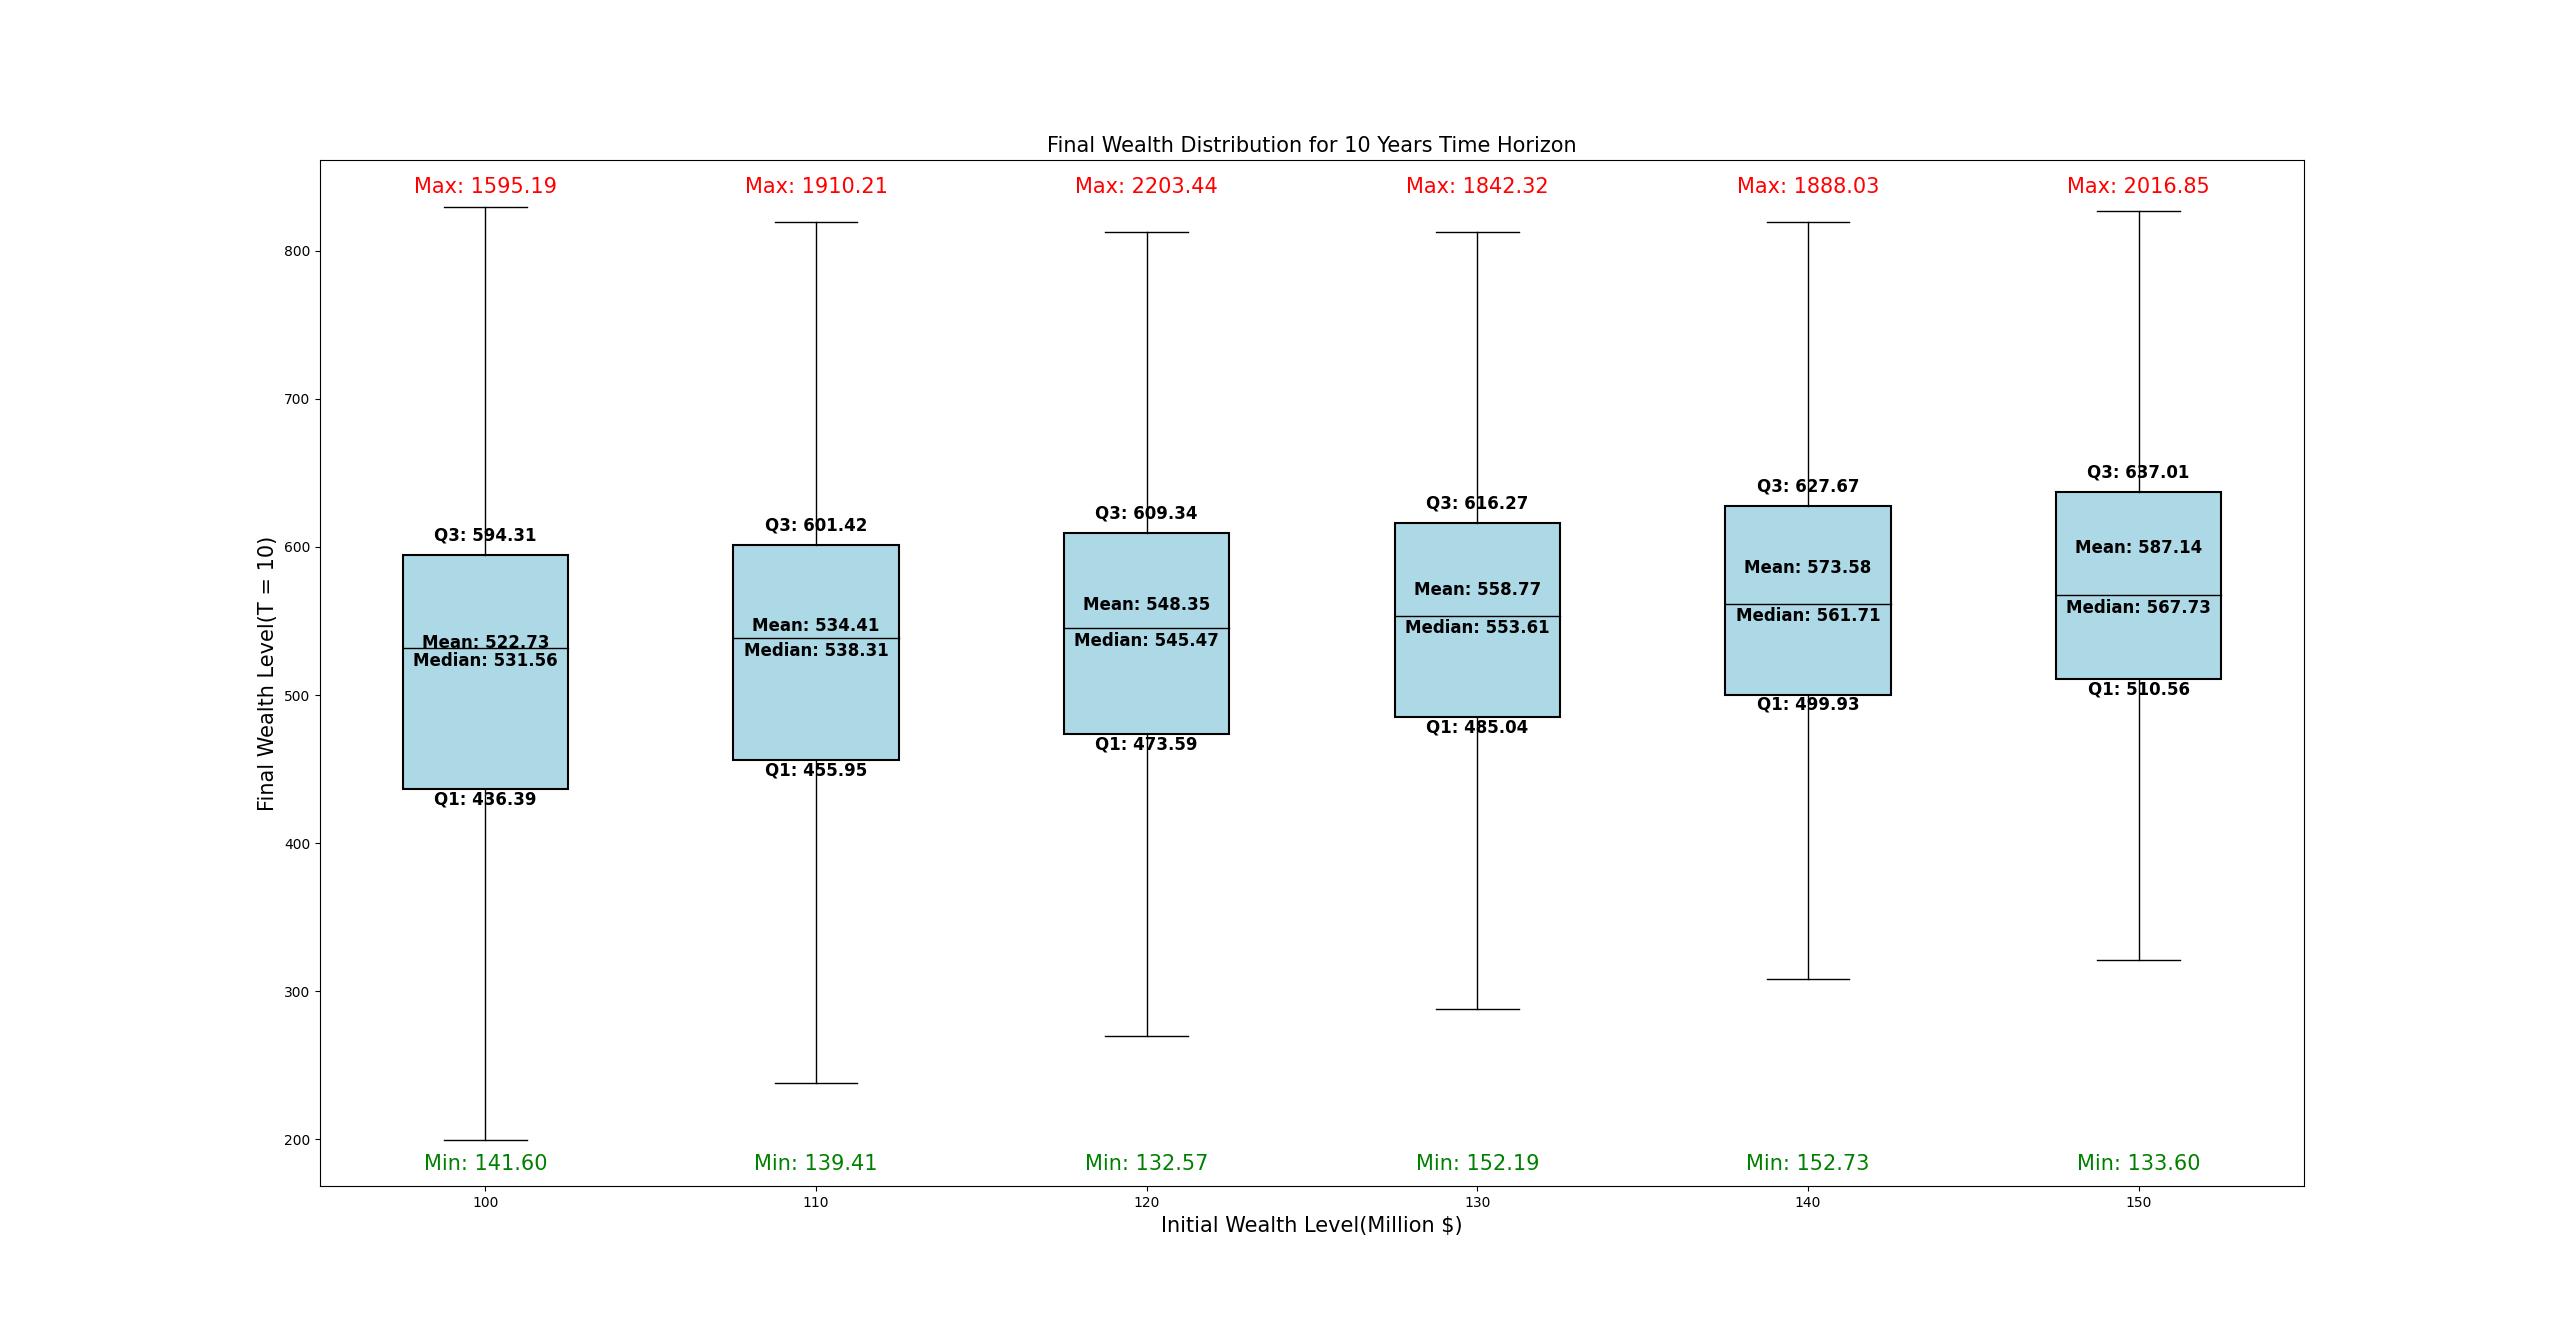 Final Wealth Distribution for 10 Years Time Horizon
Max: 1595.19 Max: 1910.21 Max: 2203.44 Max: 1842.32 Max: 1888.03 Max: 2016.85
800
700
600
500
400
300
200
Final Wealth Level(T = 10)
Q3: 594.31
Mean: 522.73
Median: 531.56
Q1: 436.39
Q3: 601.42
Mean: 534.41
Median: 538.31
Q1: 455.95
Q3: 609.34
Mean: 548.35
Median: 545.47
Q1: 473.59
Q3: 616.27
Mean: 558.77
Median: 553.61
Q1: 485.04
Q3: 627.67
Mean: 573.58
Median: 561.71
Q1: 499.93
Q3: 637.01
Mean: 587.14
Median: 567.73
Q1: 510.56
Min: 141.60 Min: 139.41 Min: 132.57 Min: 152.19 Min: 152.73 Min: 133.60
100 110 120 130 140 150
Initial Wealth Level(Million $)